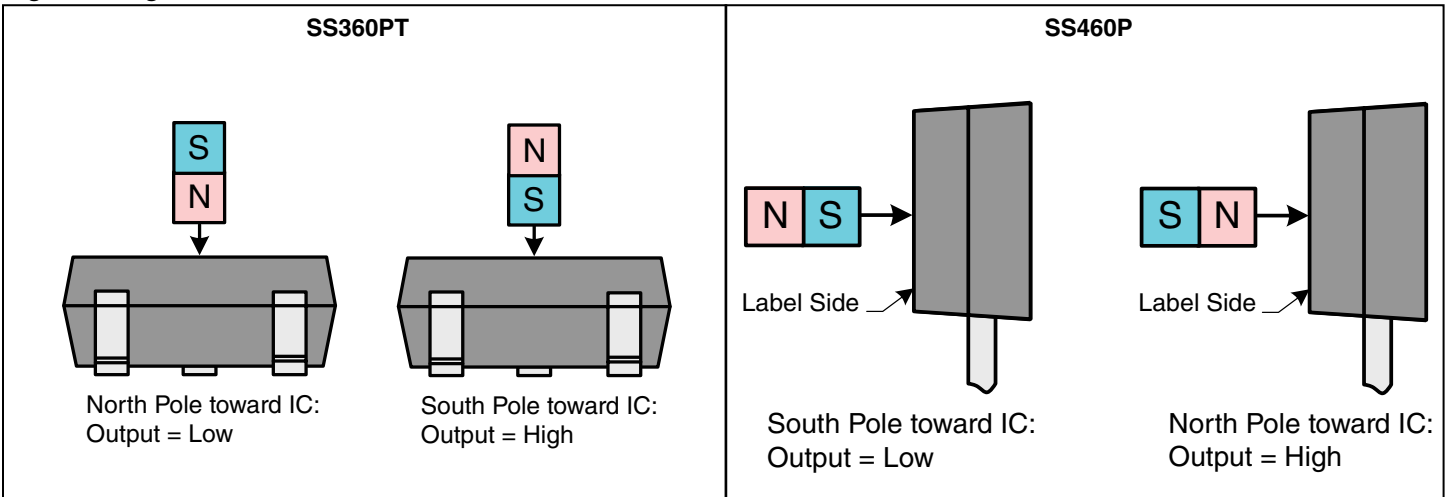 SS360PT
SS460P
S
N
N
S
North Pole toward IC:
Output = Low
South Pole toward IC:
Output = High
N S
Label Side
South Pole toward IC:
Output = Low
S N
Label Side
North Pole toward IC:
Output = High